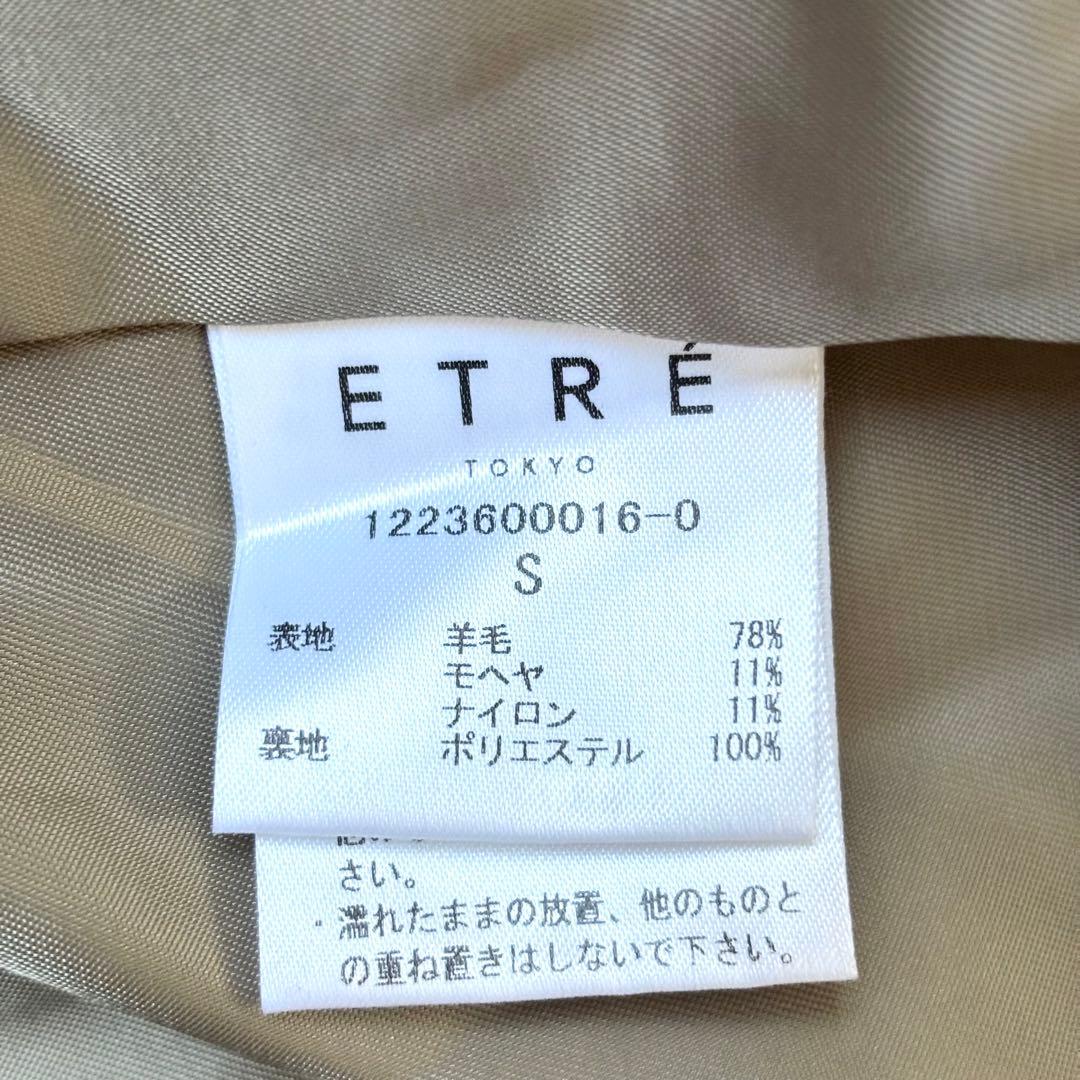 ETRÉ
TOKYO
1223600016-0
S
表地 羊毛 78%
モヘヤ 11%
ナイロン 11%
裏地 ポリエステル 100%
さい。
・濡れたままの放置、他のものと
の重ね置きはしないで下さい。